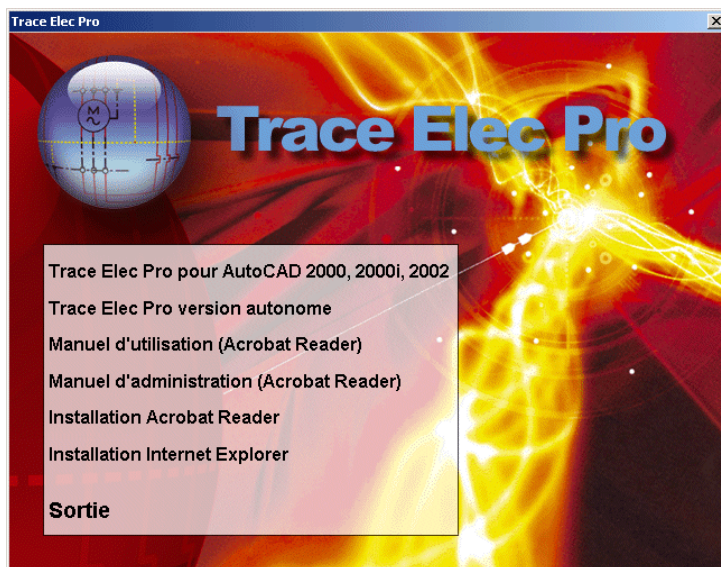 Trace Elec Pro
M
Trace Elec Pro
Trace Elec Pro pour AutoCAD 2000, 2000i, 2002
Trace Elec Pro version autonome
Manuel d'utilisation (Acrobat Reader)
Manuel d'administration (Acrobat Reader)
Installation Acrobat Reader
Installation Internet Explorer
Sortie